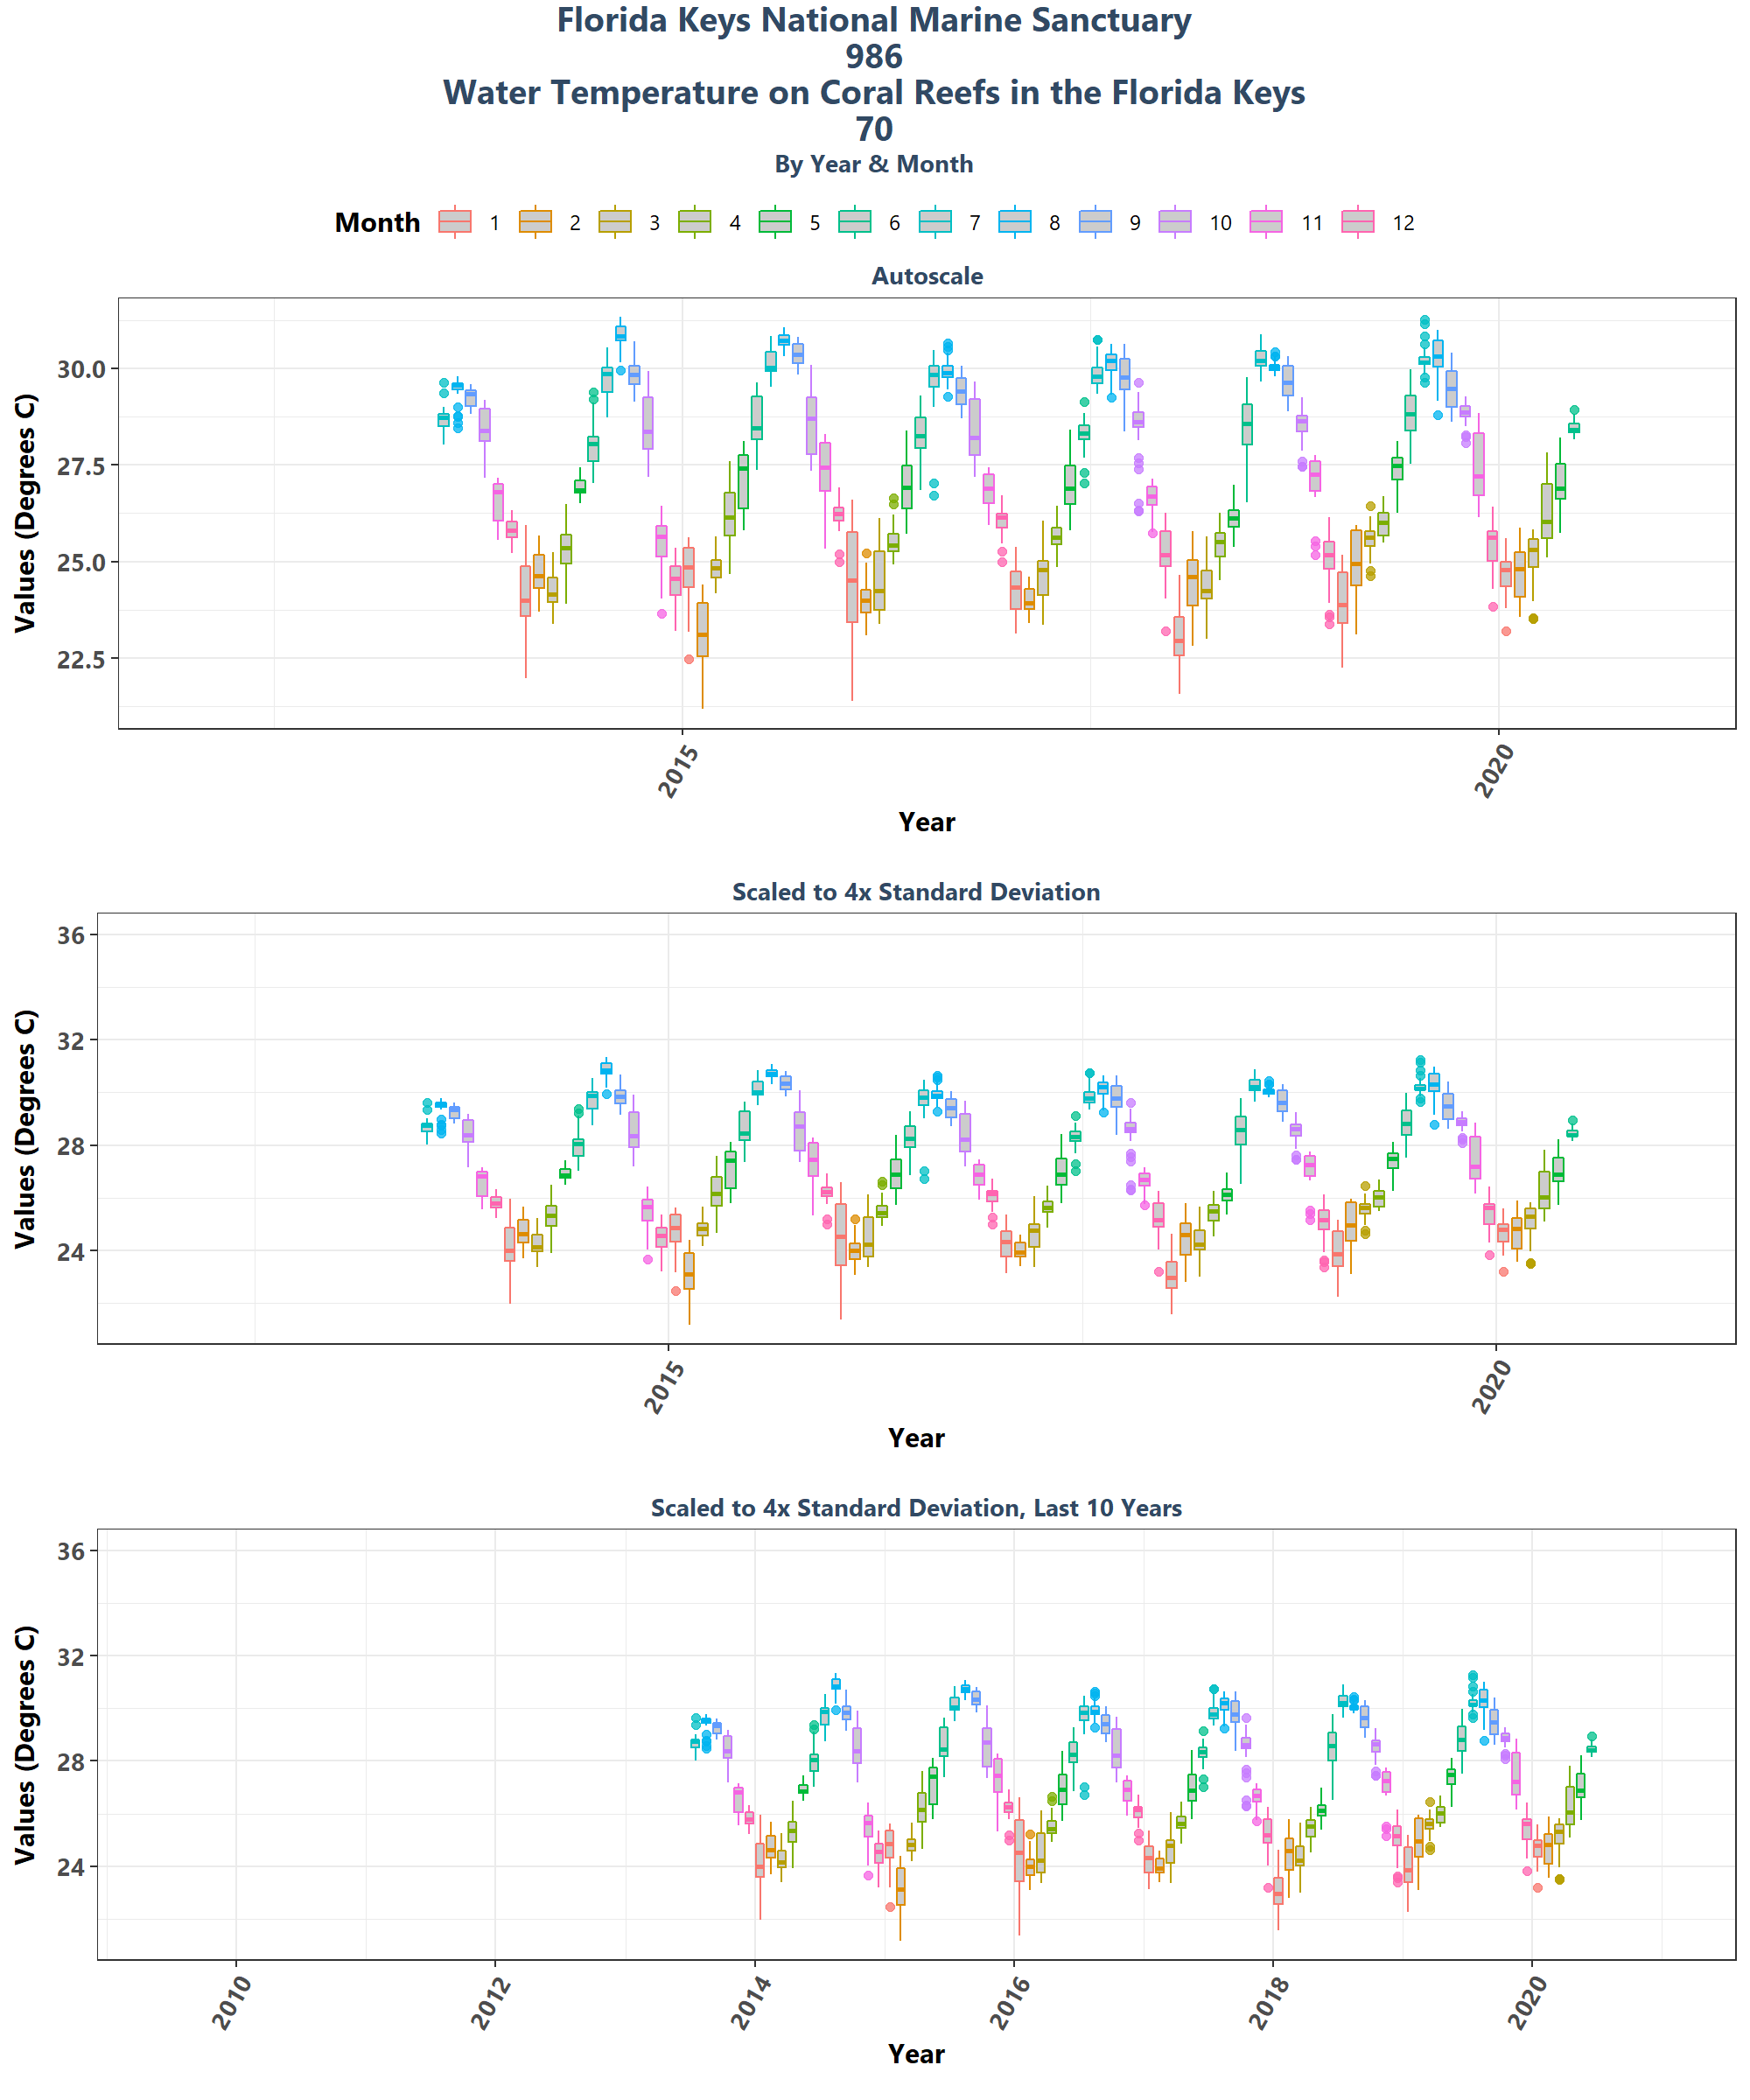 Florida Keys National Marine Sanctuary
986
Water Temperature on Coral Reefs in the Florida Keys
70
By Year & Month
Month 1 2 3 4 5 6 7 8 9 10 11 12
Autoscale
Values (Degrees C)
30.0
27.5
25.0
22.5
2015 2020
Year
Scaled to 4x Standard Deviation
Values (Degrees C)
36
32
28
24
2015 2020
Year
Scaled to 4x Standard Deviation, Last 10 Years
Values (Degrees C)
36
32
28
24
2010 2012 2014 2016 2018 2020
Year